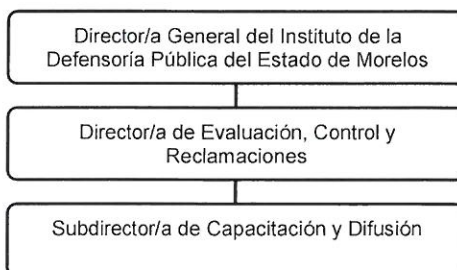 Director/a General del Instituto de la
Defensoría Pública del Estado de Morelos
Director/a de Evaluación, Control y
Reclamaciones
Subdirector/a de Capacitación y Difusión